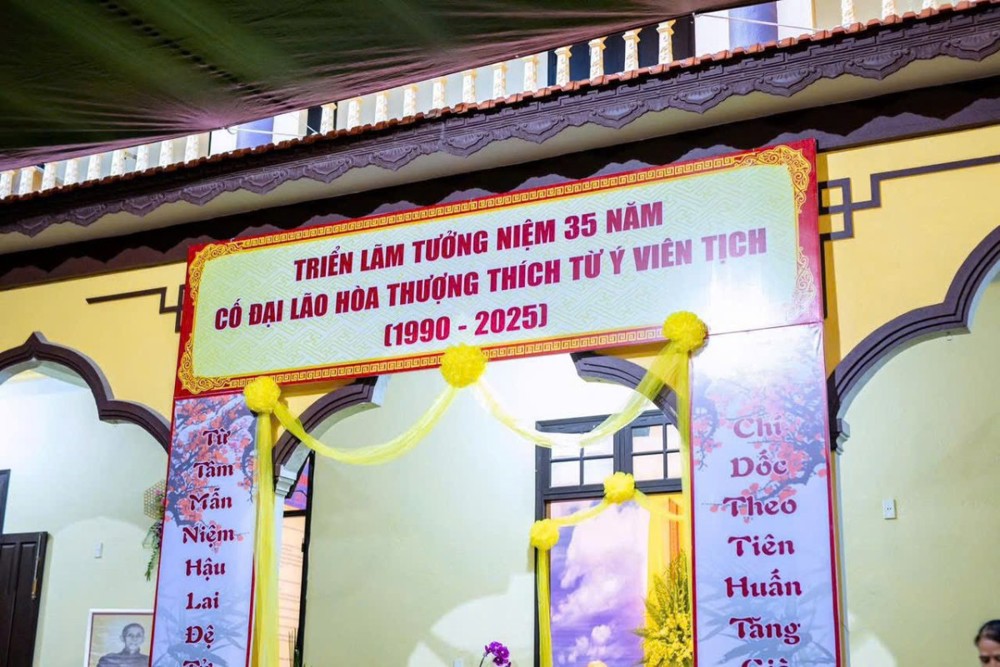 TRIỂN LÃM TƯỞNG NIỆM 35 NĂM
CỐ ĐẠI LÃO HÒA THƯỢNG THÍCH TỪ Ý VIÊN TỊCH
(1990 - 2025)
Từ
Tâm
Mẫn
Niệm
Hậu
Lai
Đệ
Chí
Dốc
Theo
Tiên
Huấn
Tăng